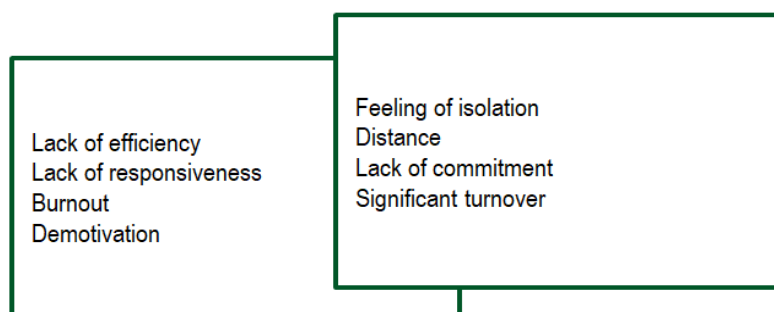 Lack of efficiency
Lack of responsiveness
Burnout
Demotivation
Feeling of isolation
Distance
Lack of commitment
Significant turnover